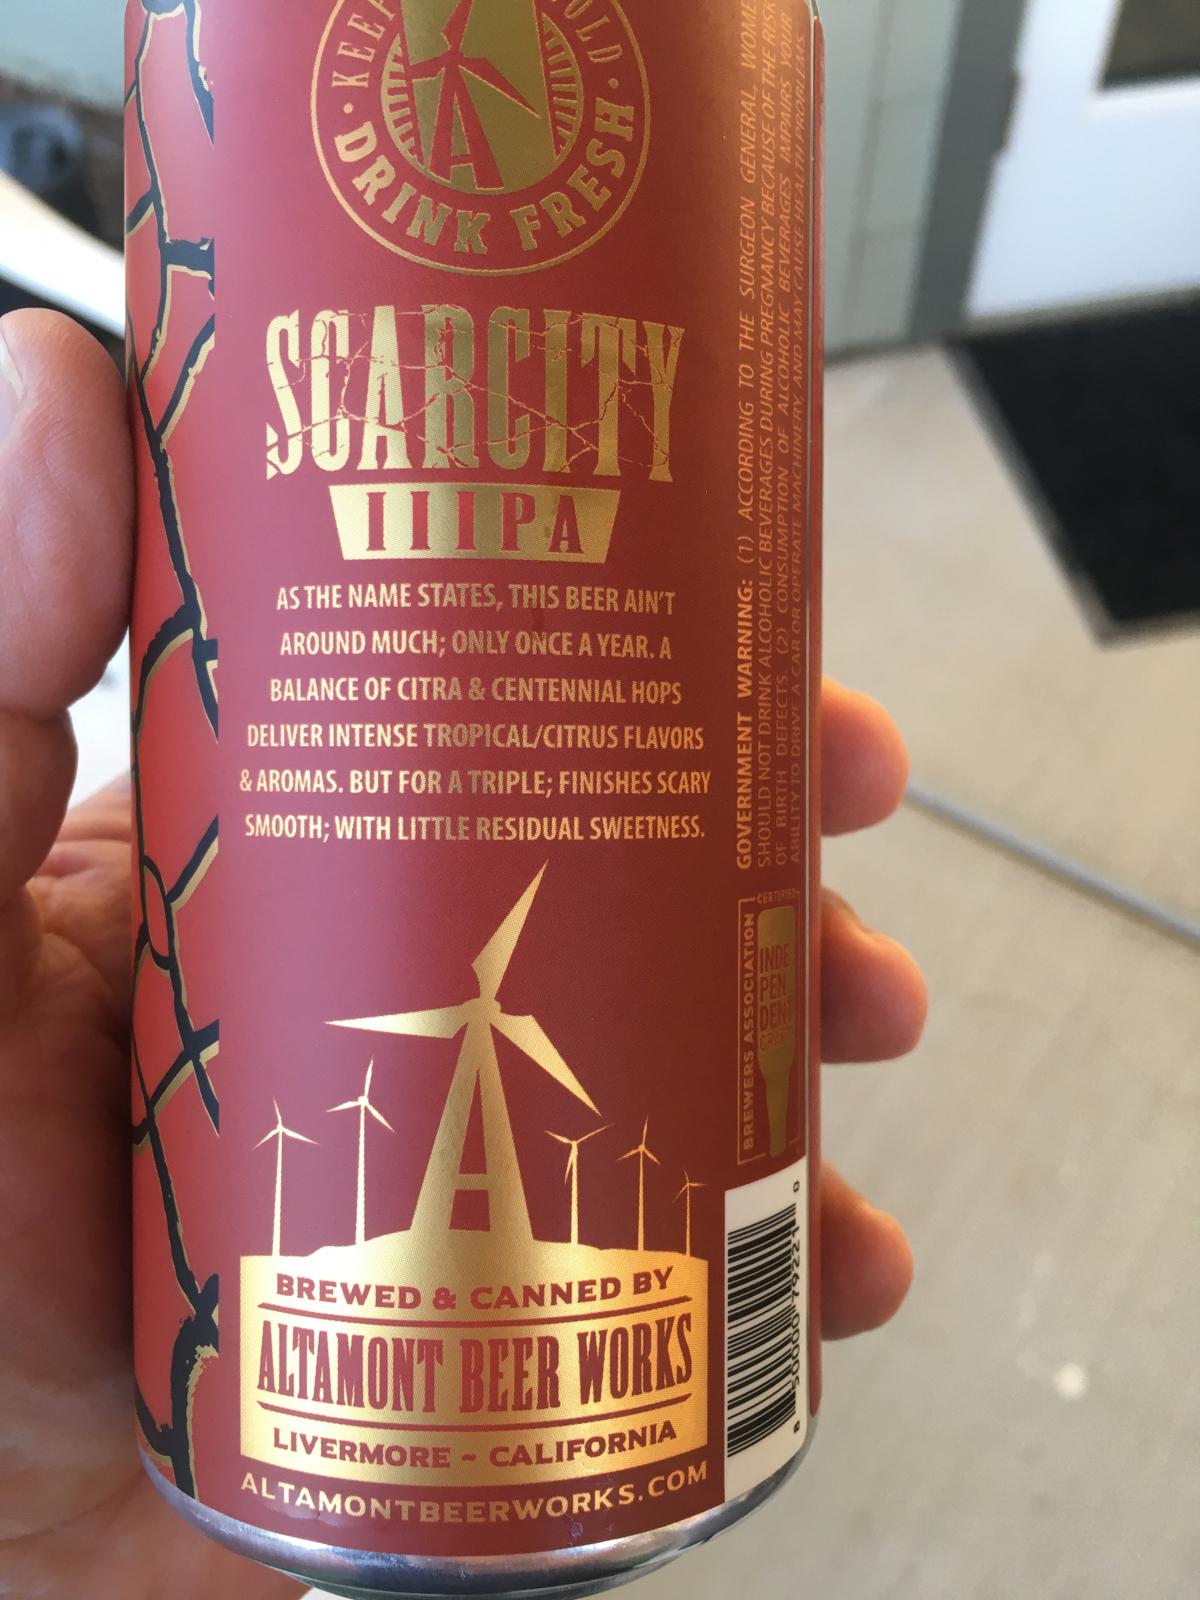 KEEP COLD
DRINK FRESH
SCARCITY
IIIPA
AS THE NAME STATES, THIS BEER AIN'T
AROUND MUCH; ONLY ONCE A YEAR. A
BALANCE OF CITRA & CENTENNIAL HOPS
DELIVER INTENSE TROPICAL/CITRUS FLAVORS
& AROMAS. BUT FOR A TRIPLE; FINISHES SCARY
SMOOTH; WITH LITTLE RESIDUAL SWEETNESS.
BREWED & CANNED BY
ALTAMONT BEER WORKS
LIVERMORE ~ CALIFORNIA
ALTAMONTBEERWORKS.COM
GOVERNMENT WARNING: (1) ACCORDING TO THE SURGEON GENERAL, WOMEN
SHOULD NOT DRINK ALCOHOLIC BEVERAGES DURING PREGNANCY BECAUSE OF THE RISK
OF BIRTH DEFECTS. (2) CONSUMPTION OF ALCOHOLIC BEVERAGES IMPAIRS YOUR
ABILITY TO DRIVE A CAR OR OPERATE MACHINERY, AND MAY CAUSE HEALTH PROBLEMS.
BREWERS ASSOCIATION
CERTIFIED
INDE
PEN
DENT
CRAFT
8 50000 79221 0